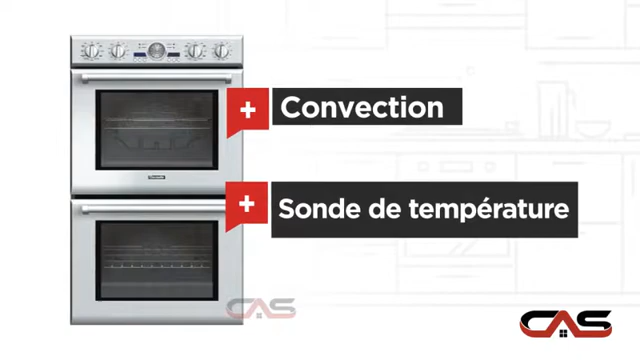 + Convection
+ Sonde de température
CAS
CAS